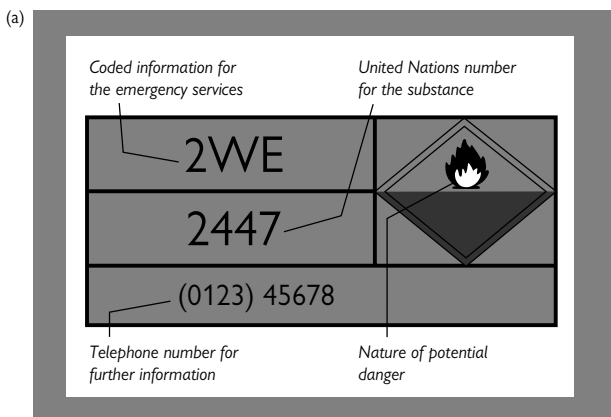 (a)
Coded information for
the emergency services
United Nations number
for the substance
2WE
2447
(0123) 45678
Telephone number for
further information
Nature of potential
danger